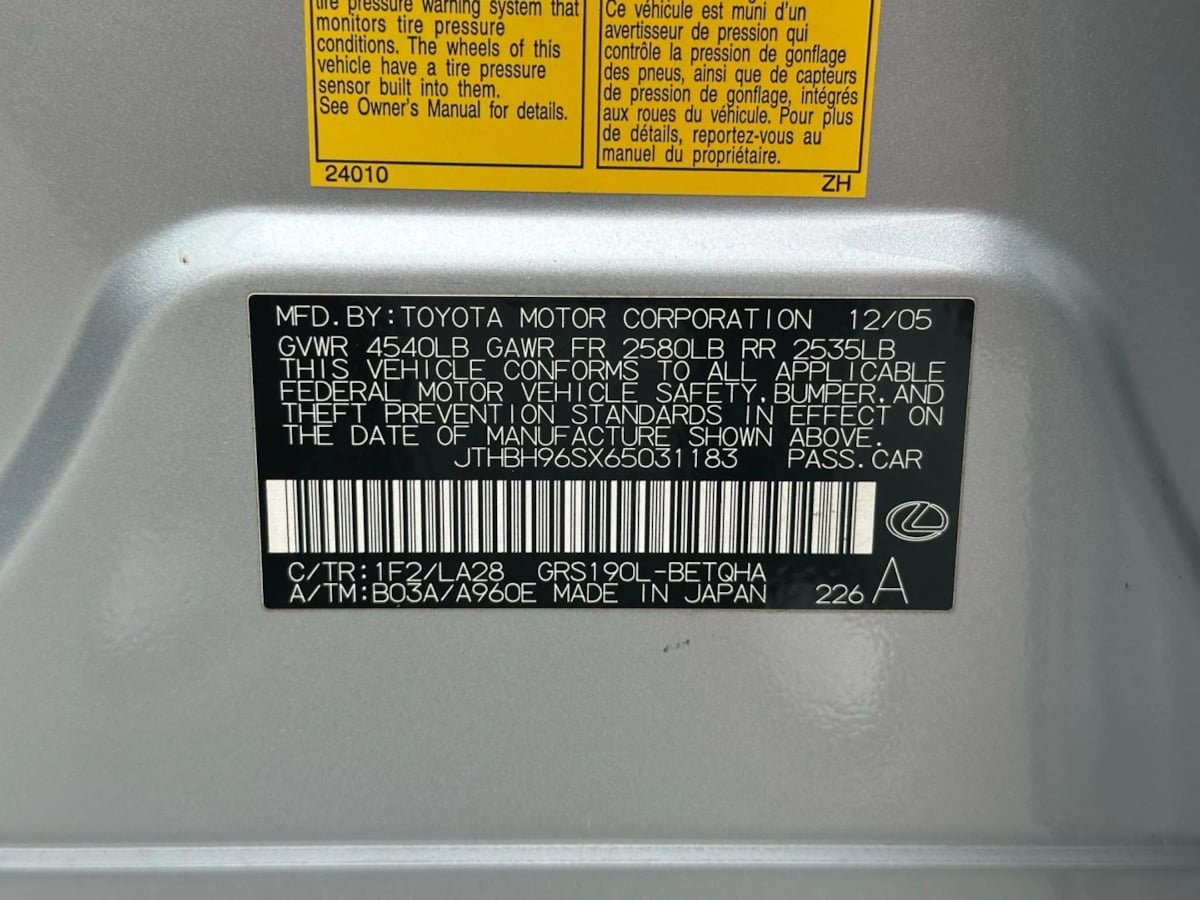 tire pressure warning system that
monitors tire pressure
conditions. The wheels of this
vehicle have a tire pressure
sensor built into them.
See Owner's Manual for details.
24010
Ce véhicule est muni d'un
avertisseur de pression qui
contrôle la pression de gonflage
des pneus, ainsi que de capteurs
de pression de gonflage, intégrés
aux roues du véhicule. Pour plus
de détails, reportez-vous au
manuel du propriétaire.
ZH
MFD. BY: TOYOTA MOTOR CORPORATION 12/05
GVWR 4540LB GAWR FR 2580LB RR 2535LB
THIS VEHICLE CONFORMS TO ALL APPLICABLE
FEDERAL MOTOR VEHICLE SAFETY, BUMPER, AND
THEFT PREVENTION STANDARDS IN EFFECT ON
THE DATE OF MANUFACTURE SHOWN ABOVE.
JTHBH96SX65031183 PASS. CAR
C/TR: 1F2/LA28 GRS190L-BETQHA
A/TM: B03A/A960E MADE IN JAPAN 226 A